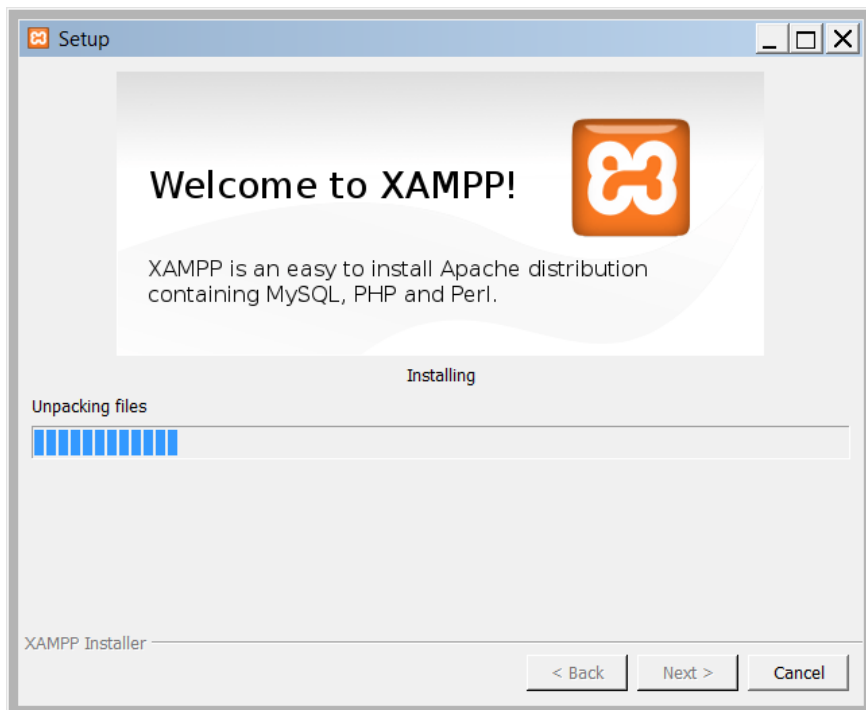 Setup
Welcome to XAMPP!
XAMPP is an easy to install Apache distribution
containing MySQL, PHP and Perl.
Installing
Unpacking files
XAMPP Installer
< Back
Next >
Cancel